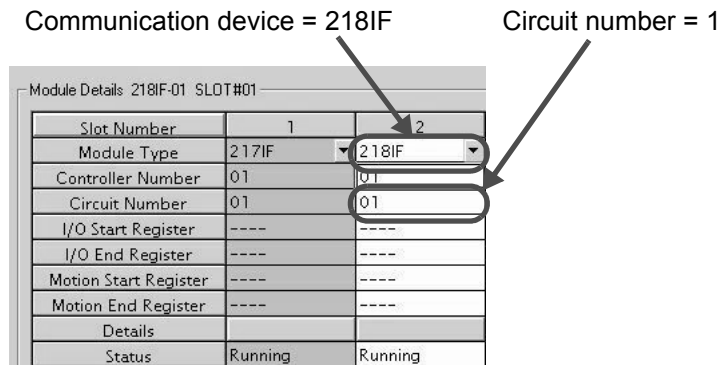 Communication device = 218IF Circuit number = 1
Module Details 218IF-01 SLOT#01
Slot Number 1 2
Module Type 217IF 218IF
Controller Number 01 01
Circuit Number 01 01
I/O Start Register ---- ----
I/O End Register ---- ----
Motion Start Register ---- ----
Motion End Register ---- ----
Details
Status Running Running